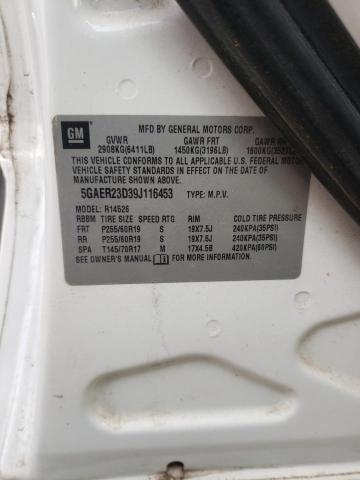 GM
MFD BY GENERAL MOTORS CORP.
GVWR GAWR FRT GAWR RR
2908KG(6411LB) 1450KG(3196LB) 1600KG(3527LB)
THIS VEHICLE CONFORMS TO ALL APPLICABLE U.S. FEDERAL MOTOR
VEHICLE SAFETY STANDARDS IN EFFECT ON THE DATE OF
MANUFACTURE SHOWN ABOVE.
5GAER23D39J116453 TYPE: M.P.V.
MODEL: R14526
RBBM TIRE SIZE SPEED RTG RIM COLD TIRE PRESSURE
FRT P255/60R19 S 19X7.5J 240KPA(35PSI)
RR P255/60R19 S 19X7.5J 240KPA(35PSI)
SPA T145/70R17 M 17X4.5B 420KPA(60PSI)
SEE OWNER'S MANUAL FOR MORE INFORMATION.